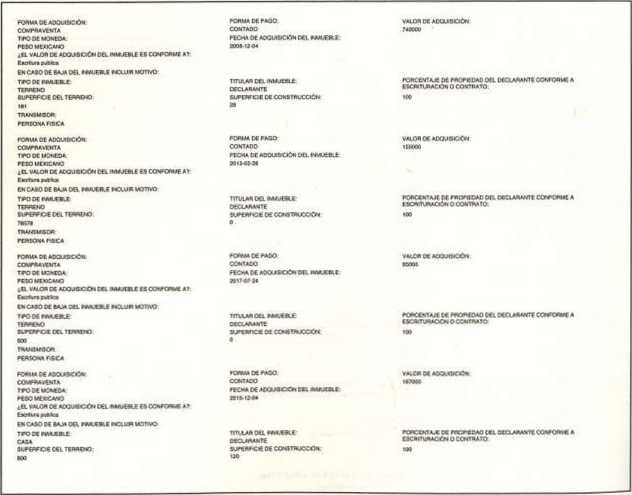 FORMA DE ADQUISICIÓN: FORMA DE PAGO: VALOR DE ADQUISICIÓN:
COMPRAVENTA CONTADO 740000
TIPO DE MONEDA: FECHA DE ADQUISICIÓN DEL INMUEBLE:
PESO MEXICANO 2008-12-04
¿EL VALOR DE ADQUISICIÓN DEL INMUEBLE ES CONFORME A?:
Escritura publica
EN CASO DE BAJA DEL INMUEBLE INCLUIR MOTIVO:
TIPO DE INMUEBLE: TITULAR DEL INMUEBLE: PORCENTAJE DE PROPIEDAD DEL DECLARANTE CONFORME A
TERRENO DECLARANTE ESCRITURACIÓN O CONTRATO:
SUPERFICIE DEL TERRENO: SUPERFICIE DE CONSTRUCCIÓN: 100
181 28
TRANSMISOR:
PERSONA FISICA
FORMA DE ADQUISICIÓN: FORMA DE PAGO: VALOR DE ADQUISICIÓN:
COMPRAVENTA CONTADO 155000
TIPO DE MONEDA: FECHA DE ADQUISICIÓN DEL INMUEBLE:
PESO MEXICANO 2013-02-28
¿EL VALOR DE ADQUISICIÓN DEL INMUEBLE ES CONFORME A?:
Escritura publica
EN CASO DE BAJA DEL INMUEBLE INCLUIR MOTIVO:
TIPO DE INMUEBLE: TITULAR DEL INMUEBLE: PORCENTAJE DE PROPIEDAD DEL DECLARANTE CONFORME A
TERRENO DECLARANTE ESCRITURACIÓN O CONTRATO:
SUPERFICIE DEL TERRENO: SUPERFICIE DE CONSTRUCCIÓN: 100
76578 0
TRANSMISOR:
PERSONA FISICA
FORMA DE ADQUISICIÓN: FORMA DE PAGO: VALOR DE ADQUISICIÓN:
COMPRAVENTA CONTADO
TIPO DE MONEDA: FECHA DE ADQUISICIÓN DEL INMUEBLE:
PESO MEXICANO 2017-07-24
¿EL VALOR DE ADQUISICIÓN DEL INMUEBLE ES CONFORME A?:
Escritura publica
EN CASO DE BAJA DEL INMUEBLE INCLUIR MOTIVO:
TIPO DE INMUEBLE: TITULAR DEL INMUEBLE: PORCENTAJE DE PROPIEDAD DEL DECLARANTE CONFORME A
TERRENO DECLARANTE ESCRITURACIÓN O CONTRATO:
SUPERFICIE DEL TERRENO: SUPERFICIE DE CONSTRUCCIÓN: 100
600 0
TRANSMISOR:
PERSONA FISICA
FORMA DE ADQUISICIÓN: FORMA DE PAGO: VALOR DE ADQUISICIÓN:
COMPRAVENTA CONTADO 167000
TIPO DE MONEDA: FECHA DE ADQUISICIÓN DEL INMUEBLE:
PESO MEXICANO 2015-12-04
¿EL VALOR DE ADQUISICIÓN DEL INMUEBLE ES CONFORME A?:
Escritura publica
EN CASO DE BAJA DEL INMUEBLE INCLUIR MOTIVO:
TIPO DE INMUEBLE: TITULAR DEL INMUEBLE: PORCENTAJE DE PROPIEDAD DEL DECLARANTE CONFORME A
CASA DECLARANTE ESCRITURACIÓN O CONTRATO:
SUPERFICIE DEL TERRENO: SUPERFICIE DE CONSTRUCCIÓN: 100
600 120